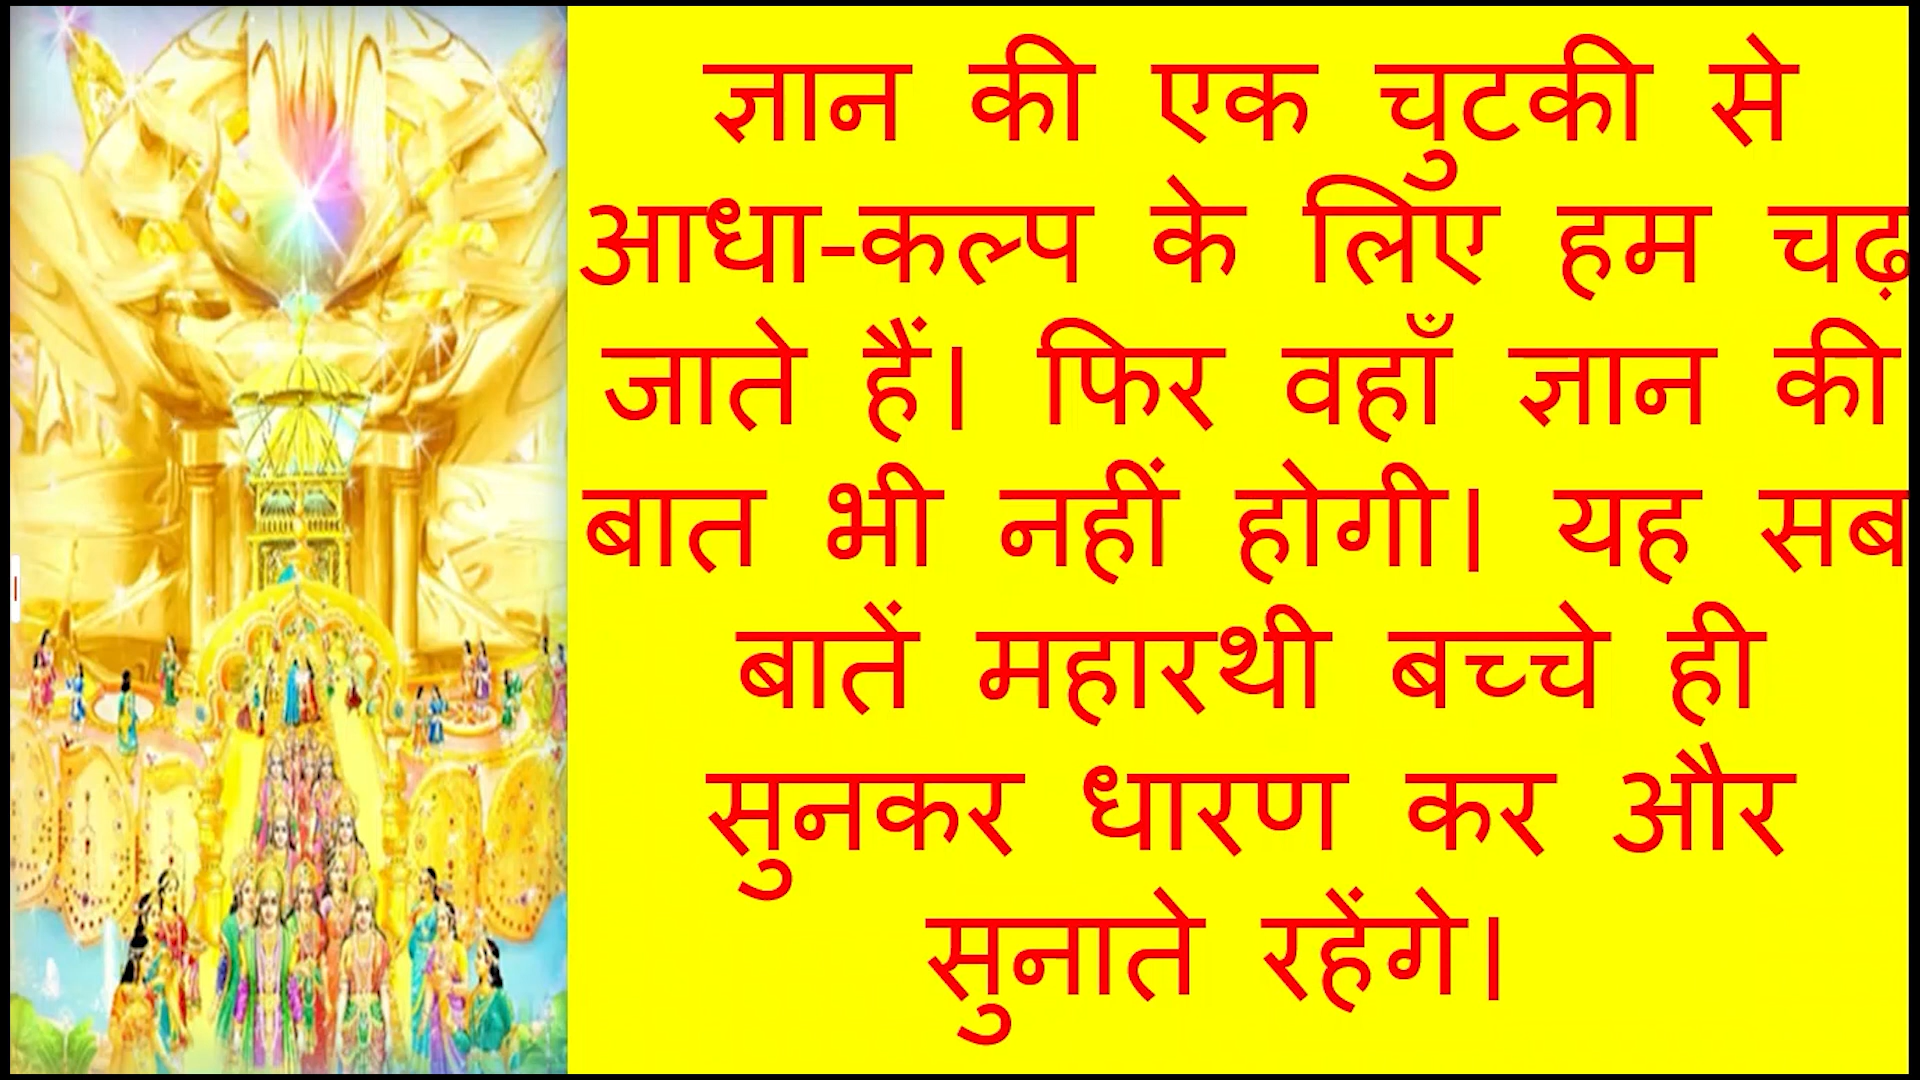 ज्ञान की एक चुटकी से
आधा-कल्प के लिए हम चढ़
जाते हैं। फिर वहाँ ज्ञान की
बात भी नहीं होगी। यह सब
बातें महारथी बच्चे ही
सुनकर धारण कर और
सुनाते रहेंगे।